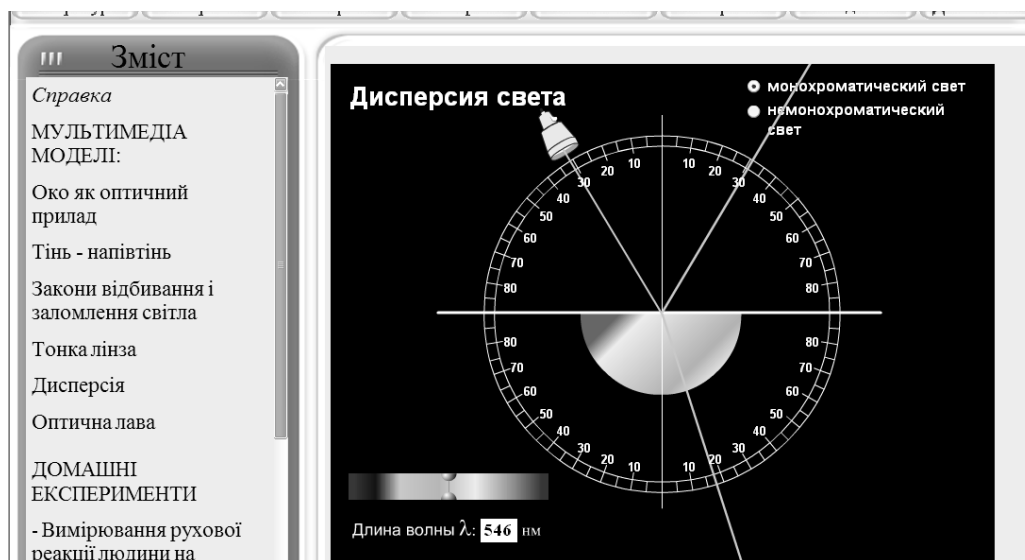 Зміст
Справка
МУЛЬТИМЕДІА
МОДЕЛІ:
Око як оптичний
прилад
Тінь - напівтінь
Закони відбивання і
заломлення світла
Тонка лінза
Дисперсія
Оптична лава
ДОМАШНІ
ЕКСПЕРИМЕНТИ
- Вимірювання рухової
реакції людини на
Дисперсия света
монохроматический свет
немонохроматический
свет
30 20 10 10 20 30
40 40
50 50
60 60
70 70
80 80
80 80
70 70
60 60
50 50
40 40
30 20 10 10 20 30
Длина волны λ: 546 нм